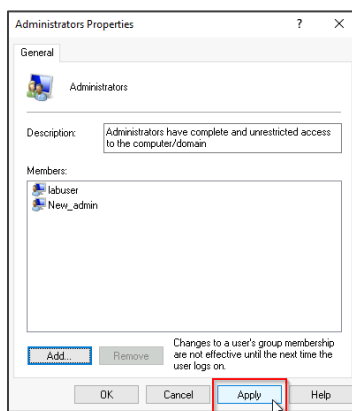 Administrators Properties ? X
General
Administrators
Description:
Administrators have complete and unrestricted access
to the computer/domain
Members:
labuser
New_admin
Add...
Remove
Changes to a user's group membership
are not effective until the next time the
user logs on.
OK Cancel Apply Help